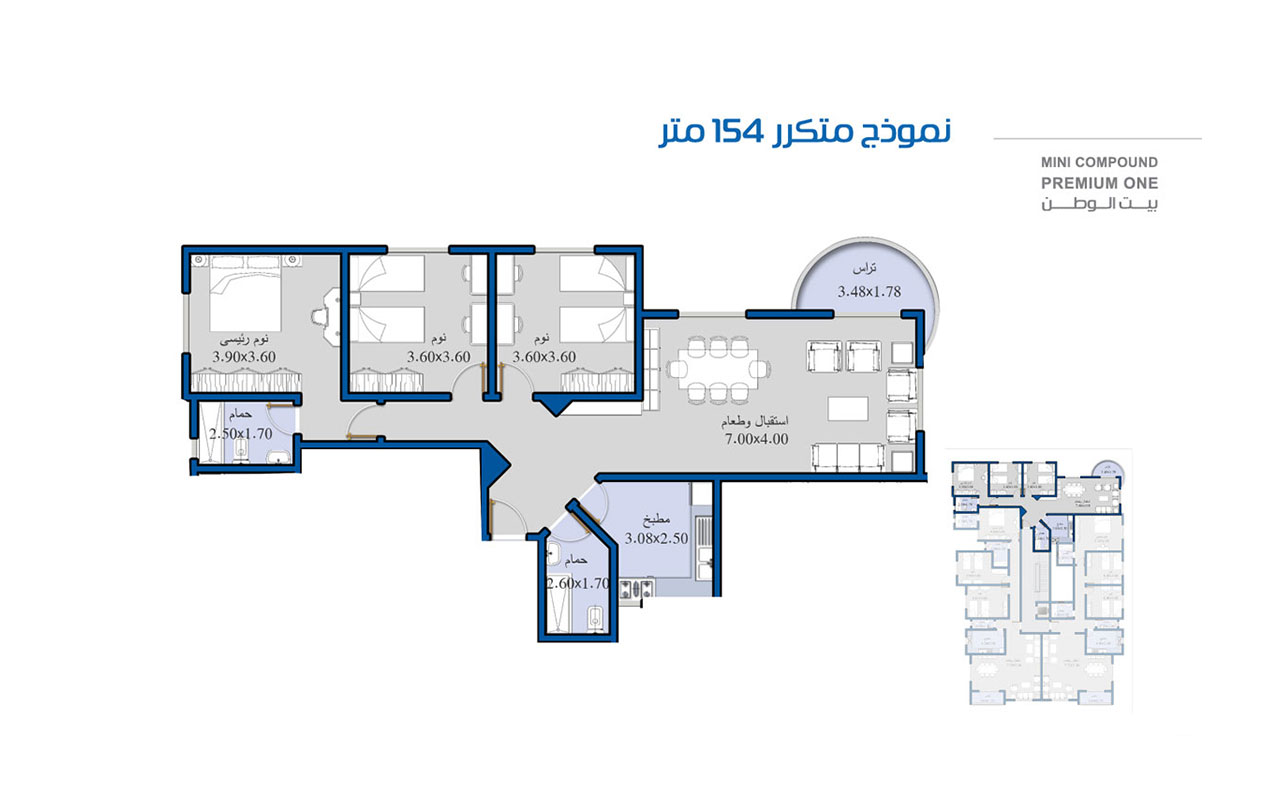 نموذج متكرر 154 متر
MINI COMPOUND
PREMIUM ONE
بيت الوطن
تراس
3.48x1.78
نوم رئيسى
3.90x3.60
نوم
3.60x3.60
نوم
3.60x3.60
استقبال وطعام
7.00x4.00
حمام
2.50x1.70
مطبخ
3.08x2.50
حمام
2.60x1.70